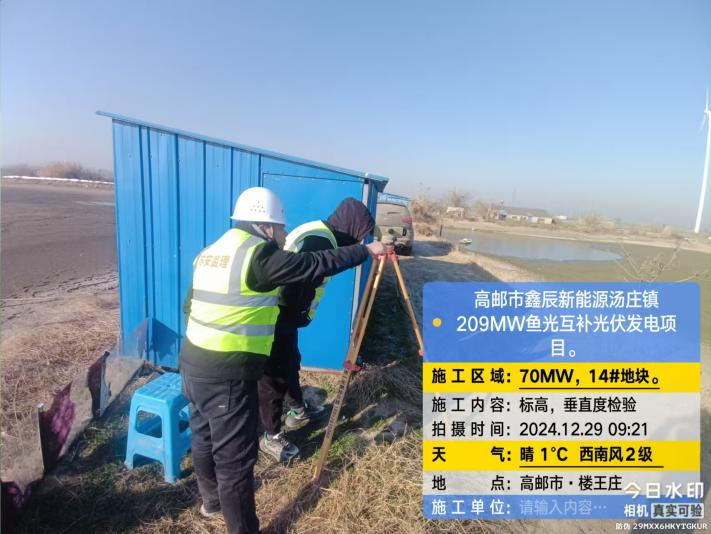 东安监理
高邮市鑫辰新能源汤庄镇
209MW鱼光互补光伏发电项
目。
施工区域：70MW，14#地块。
施工内容：标高，垂直度检验
拍摄时间：2024.12.29 09:21
天 气：晴 1℃ 西南风2级
地 点：高邮市·楼王庄
施工单位：请输入内容…
今日水印
相机 真实可验
防伪 29MXX6HKYTGKUR